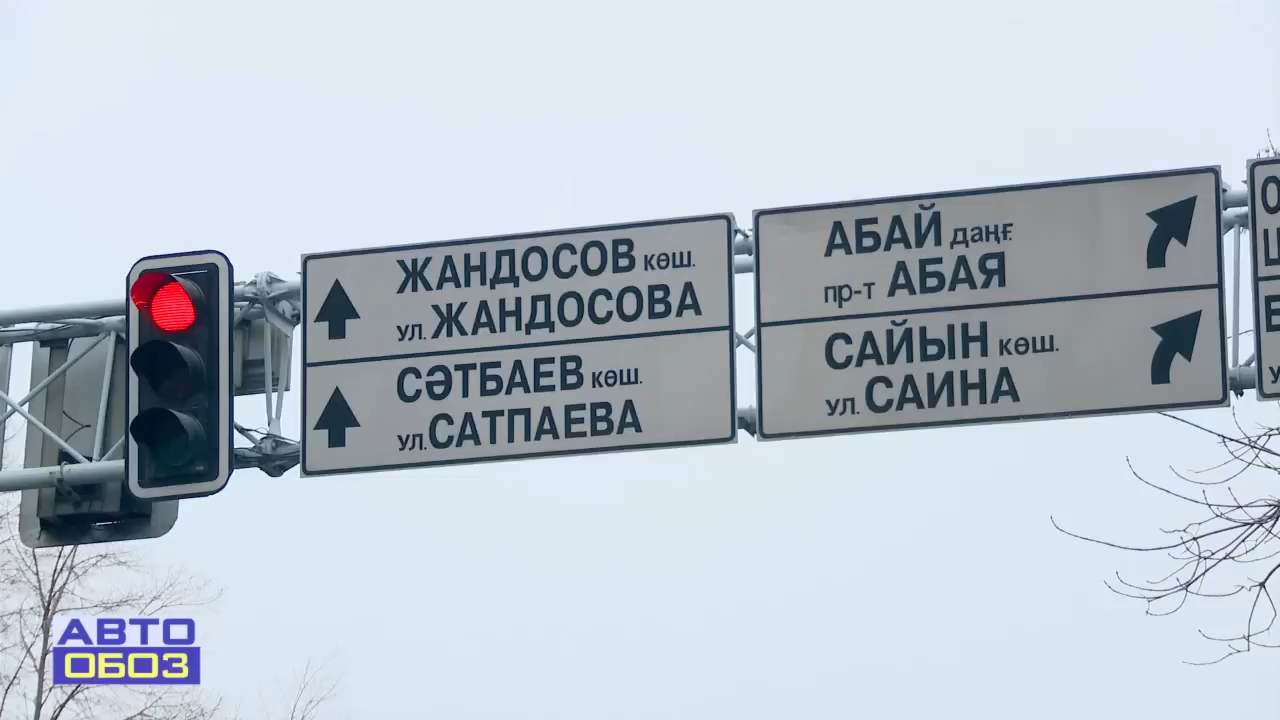 ЖАНДОСОВ көш.
ул. ЖАНДОСОВА
СӘТБАЕВ көш.
ул. САТПАЕВА
АБАЙ даңғ.
пр-т АБАЯ
САЙЫН көш.
ул. САИНА
АВТО
ОБОЗ